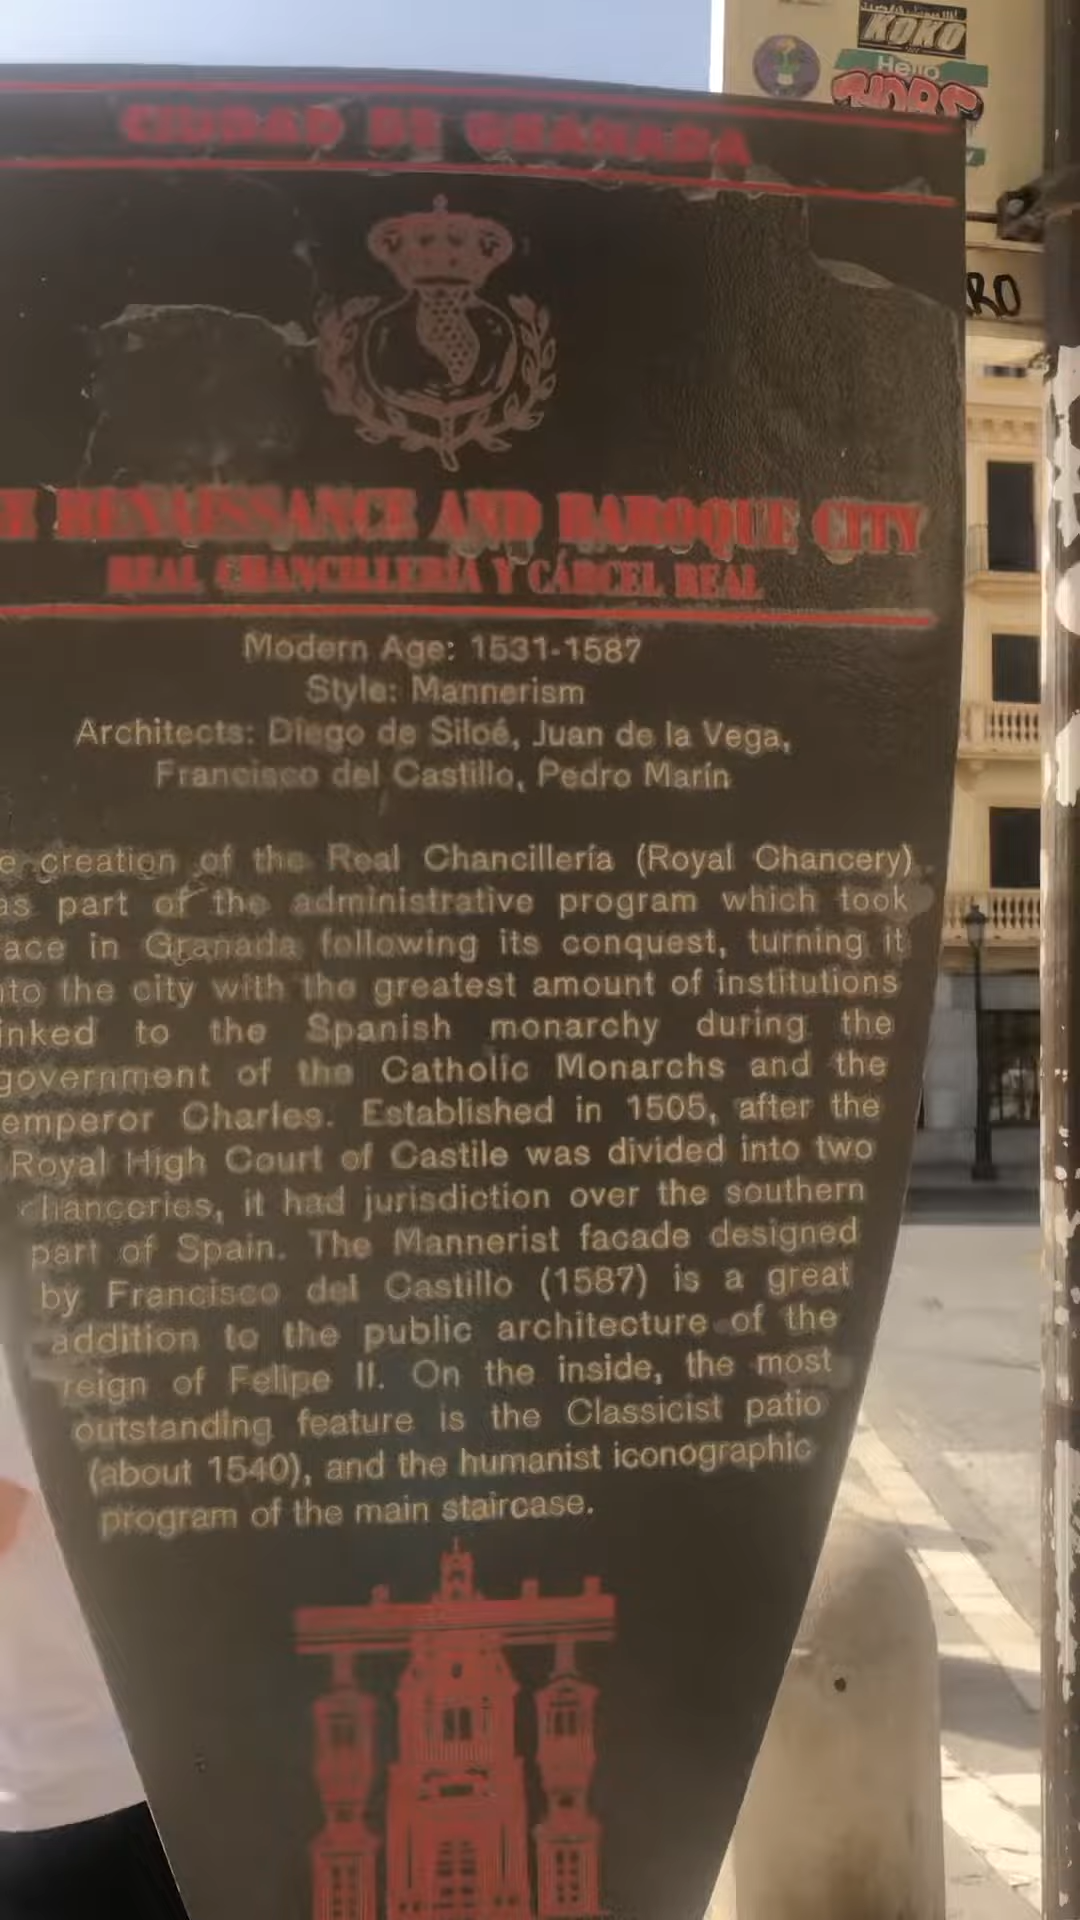 KOKO
Hello
CIUDAD DE GRANADA
RO
RENAISSANCE AND BAROQUE CITY
REAL CHANCILLERÍA Y CÁRCEL REAL
Modern Age: 1531-1587
Style: Mannerism
Architects: Diego de Siloé, Juan de la Vega,
Francisco del Castillo, Pedro Marín
e creation of the Real Chancillería (Royal Chancery)
as part of the administrative program which took
ace in Granada following its conquest, turning it
nto the city with the greatest amount of institutions
inked to the Spanish monarchy during the
government of the Catholic Monarchs and the
emperor Charles. Established in 1505, after the
Royal High Court of Castile was divided into two
chanceries, it had jurisdiction over the southern
part of Spain. The Mannerist facade designed
by Francisco del Castillo (1587) is a great
addition to the public architecture of the
reign of Felipe II. On the inside, the most
outstanding feature is the Classicist patio
(about 1540), and the humanist iconographic
program of the main staircase.